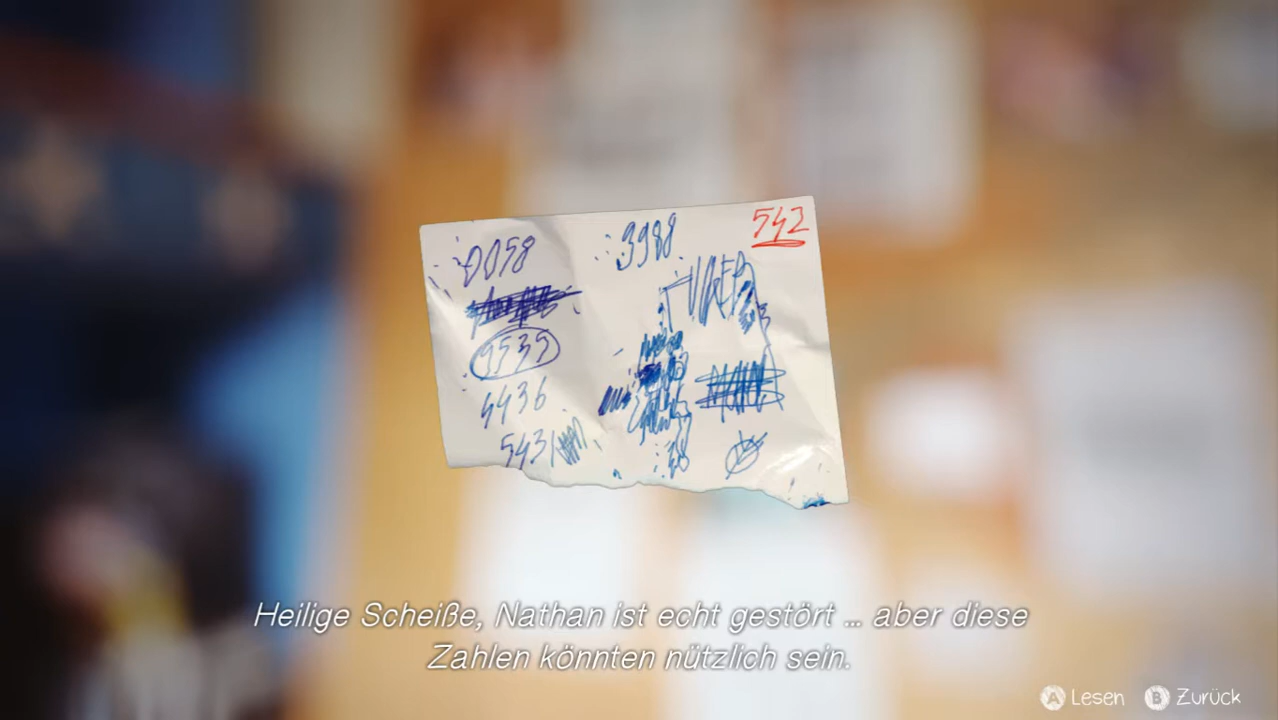 542
0058
3988
9539
4436
543
Heilige Scheiße, Nathan ist echt gestört ... aber diese
Zahlen könnten nützlich sein.
A Lesen B Zurück